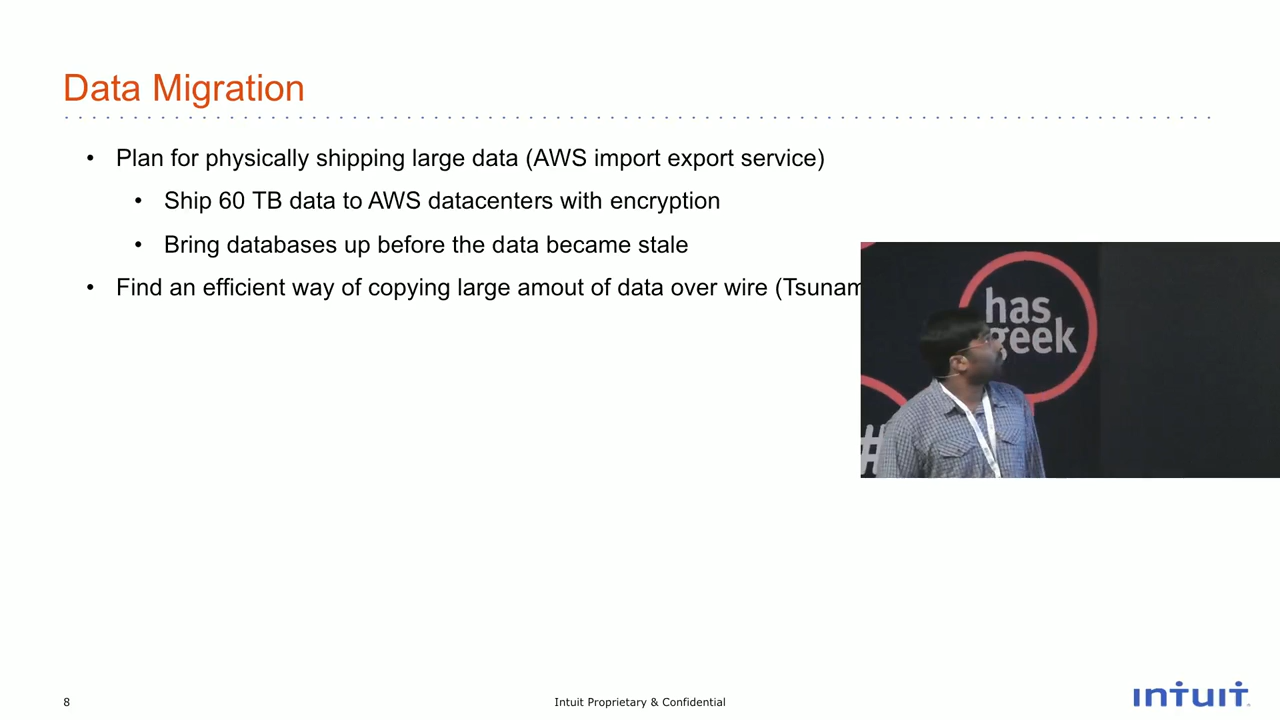 Data Migration
• Plan for physically shipping large data (AWS import export service)
• Ship 60 TB data to AWS datacenters with encryption
• Bring databases up before the data became stale
• Find an efficient way of copying large amout of data over wire (Tsunam
has
geek
#
8
Intuit Proprietary & Confidential
intuit